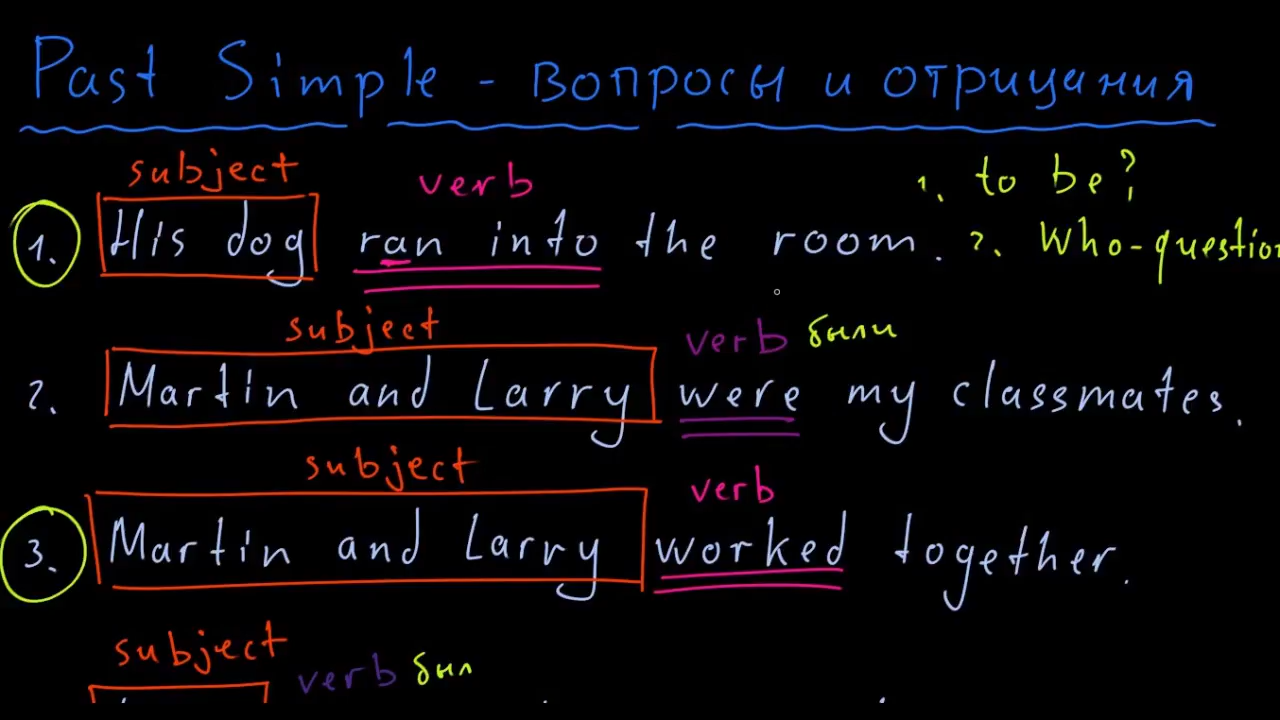 Past Simple - вопросы и отрицания
subject verb 1. to be?
1. His dog ran into the room. 2. Who-question
subject verb были
2. Martin and Larry were my classmates.
subject verb
3. Martin and Larry worked together.
subject verb был